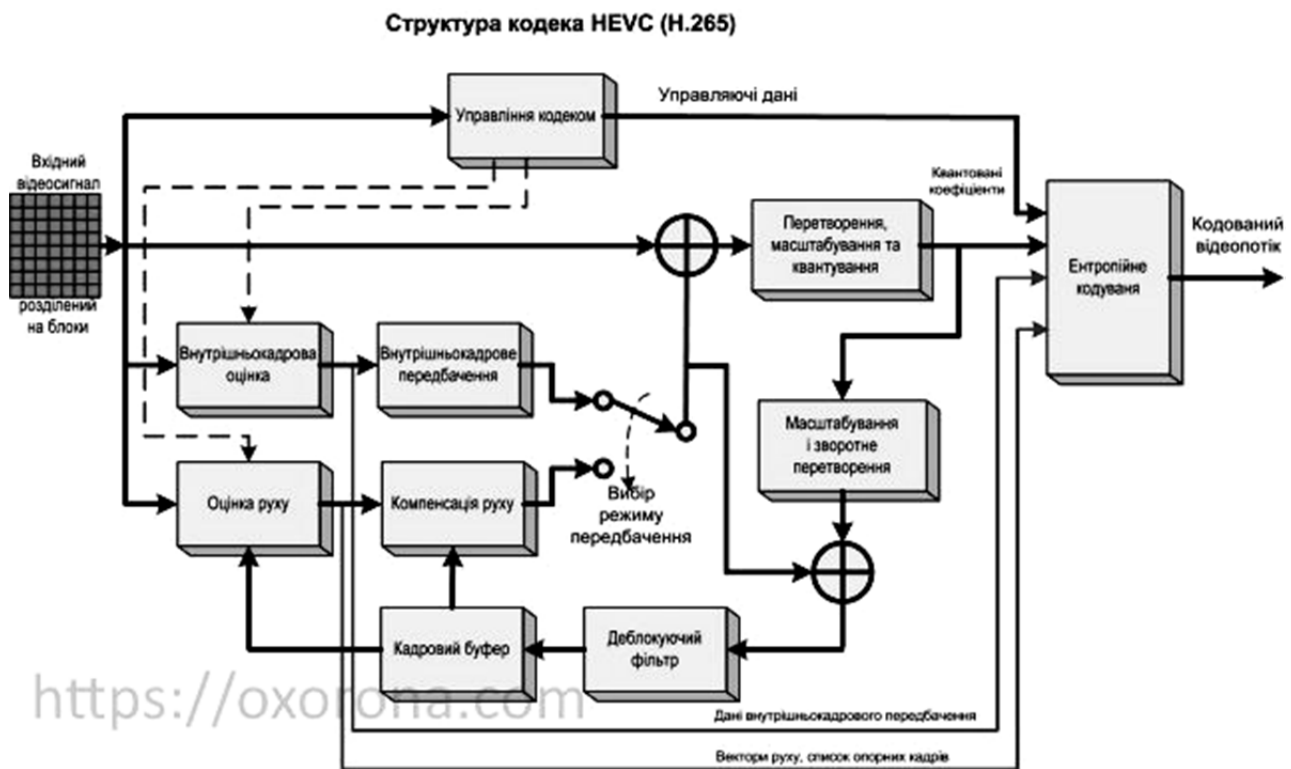 Структура кодека HEVC (H.265)
Управління кодеком
Управляючі дані
Вхідний
відеосигнал
розділений
на блоки
Квантовані
коефіцієнти
Перетворення,
масштабування та
квантування
Ентропійне
кодуваня
Кодований
відеопотік
Внутрішньокадрова
оцінка
Внутрішньокадрове
передбачення
Масштабування
і зворотне
перетворення
Оцінка руху
Компенсація руху
Вибір
режиму
передбачення
Кадровий буфер
Деблокуючий
фільтр
https://oxorona.com
Дані внутрішньокадрового передбачення
Вектори руху, список опорних кадрів